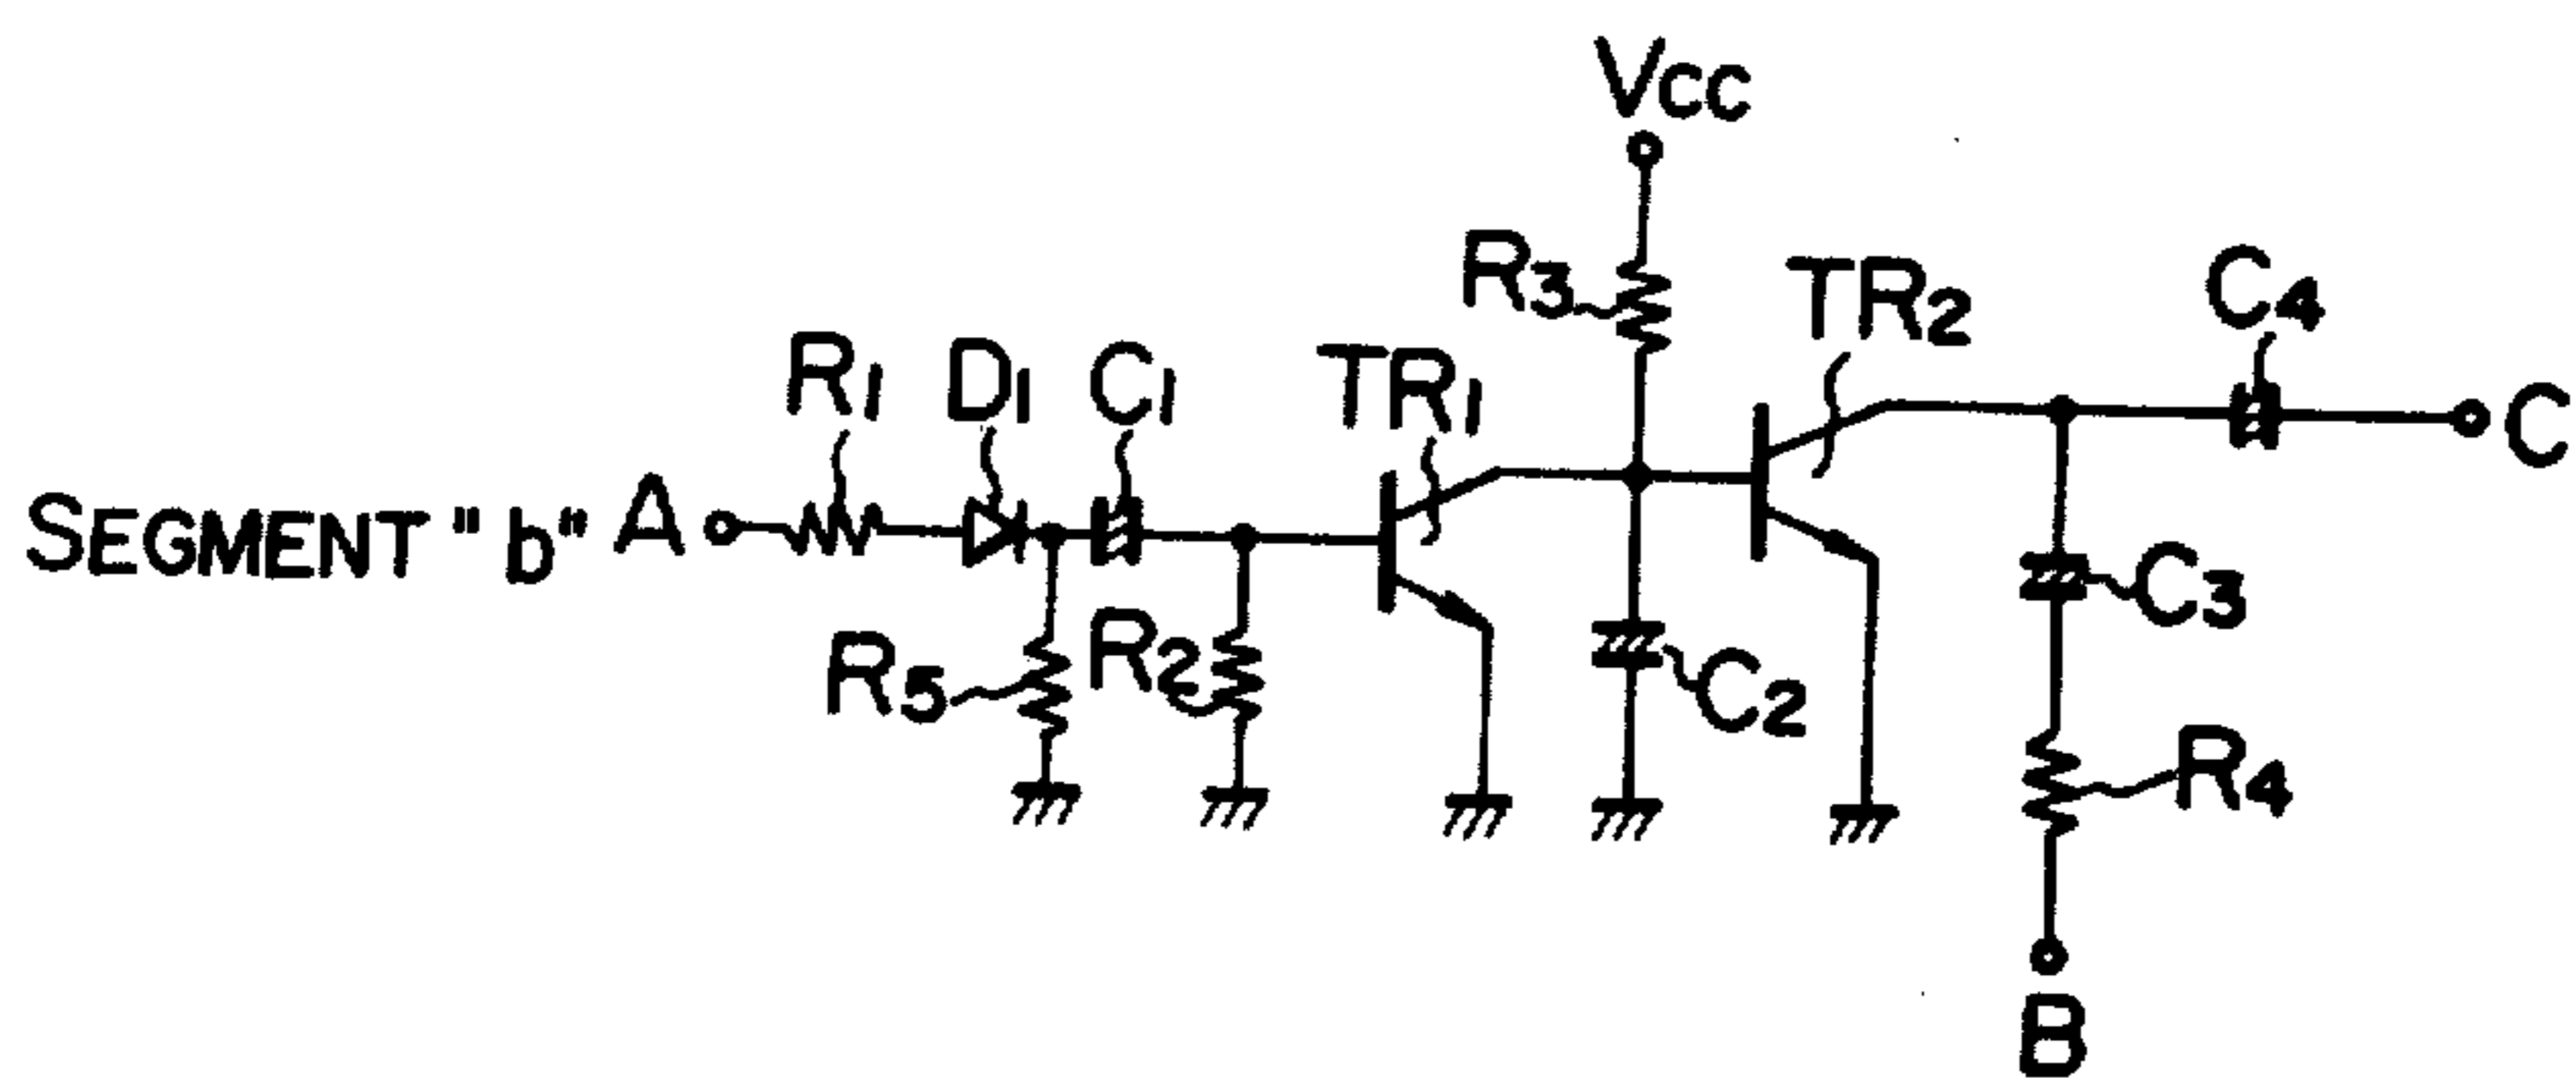 Vcc
R3
TR2
C4
R1
D1
C1
TR1
C
SEGMENT "b" A
R5
R2
C2
C3
R4
B